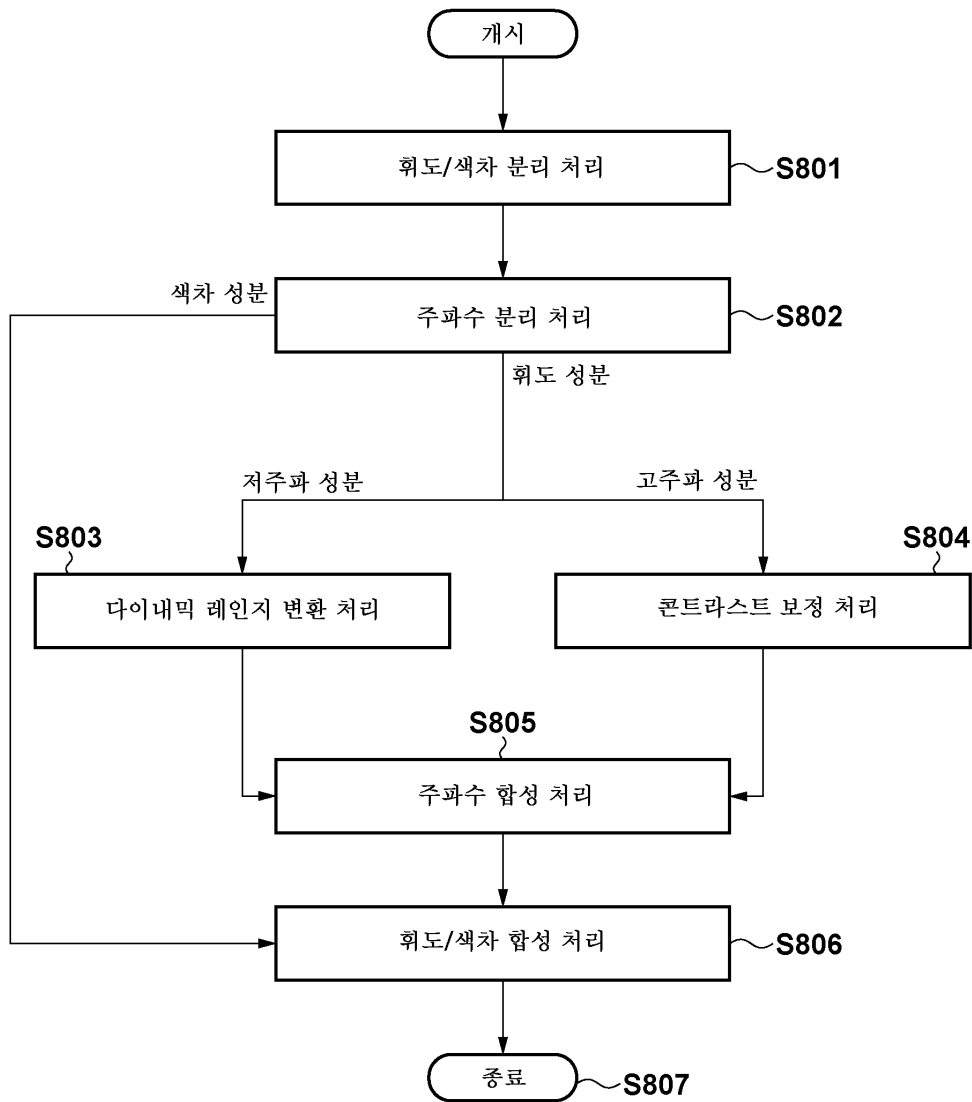 개시
휘도/색차 분리 처리
S801
색차 성분
주파수 분리 처리
S802
휘도 성분
저주파 성분
고주파 성분
S803
S804
다이내믹 레인지 변환 처리
콘트라스트 보정 처리
S805
주파수 합성 처리
휘도/색차 합성 처리
S806
종료
S807